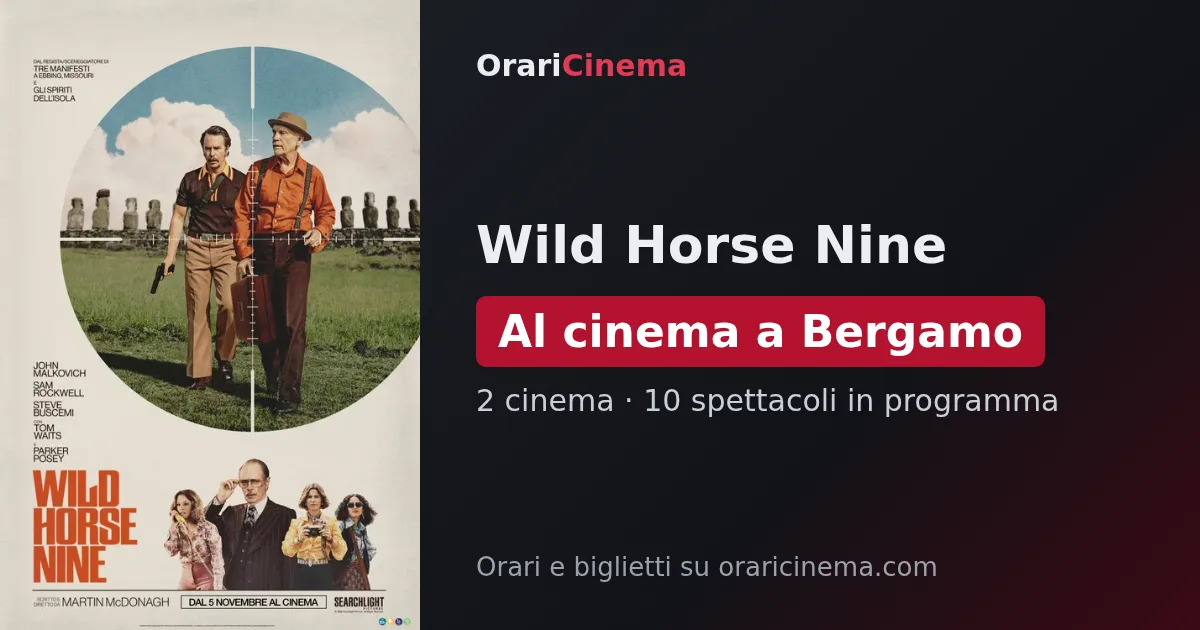 DAL REGISTA/SCENEGGIATORE DI
TRE MANIFESTI
A EBBING, MISSOURI
E
GLI SPIRITI
DELL'ISOLA
JOHN
MALKOVICH
SAM
ROCKWELL
STEVE
BUSCEMI
CON
TOM
WAITS
E
PARKER
POSEY
WILD
HORSE
NINE
SCRITTO E
DIRETTO DA MARTIN McDONAGH
DAL 5 NOVEMBRE AL CINEMA
SEARCHLIGHT
PICTURES
OrariCinema
Wild Horse Nine
Al cinema a Bergamo
2 cinema · 10 spettacoli in programma
Orari e biglietti su oraricinema.com